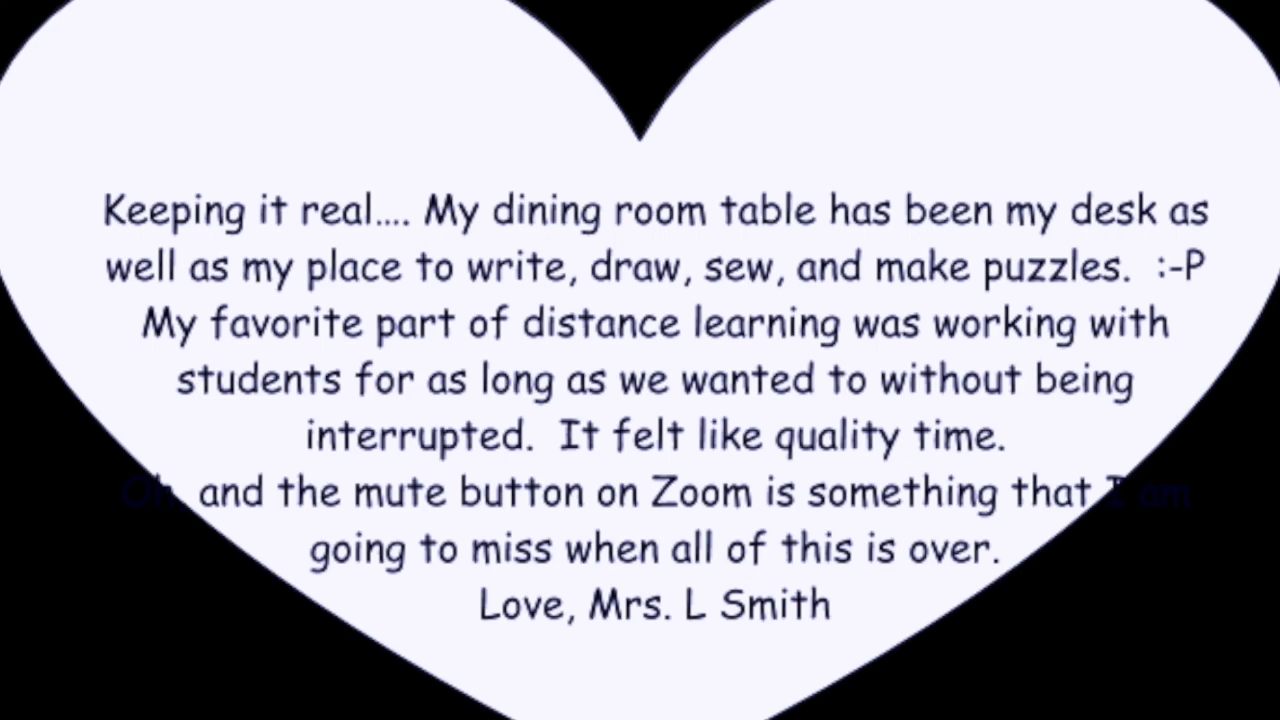 Keeping it real.... My dining room table has been my desk as
well as my place to write, draw, sew, and make puzzles.  :-P
My favorite part of distance learning was working with
students for as long as we wanted to without being
interrupted.  It felt like quality time.
Oh, and the mute button on Zoom is something that I am
going to miss when all of this is over.
Love, Mrs. L Smith